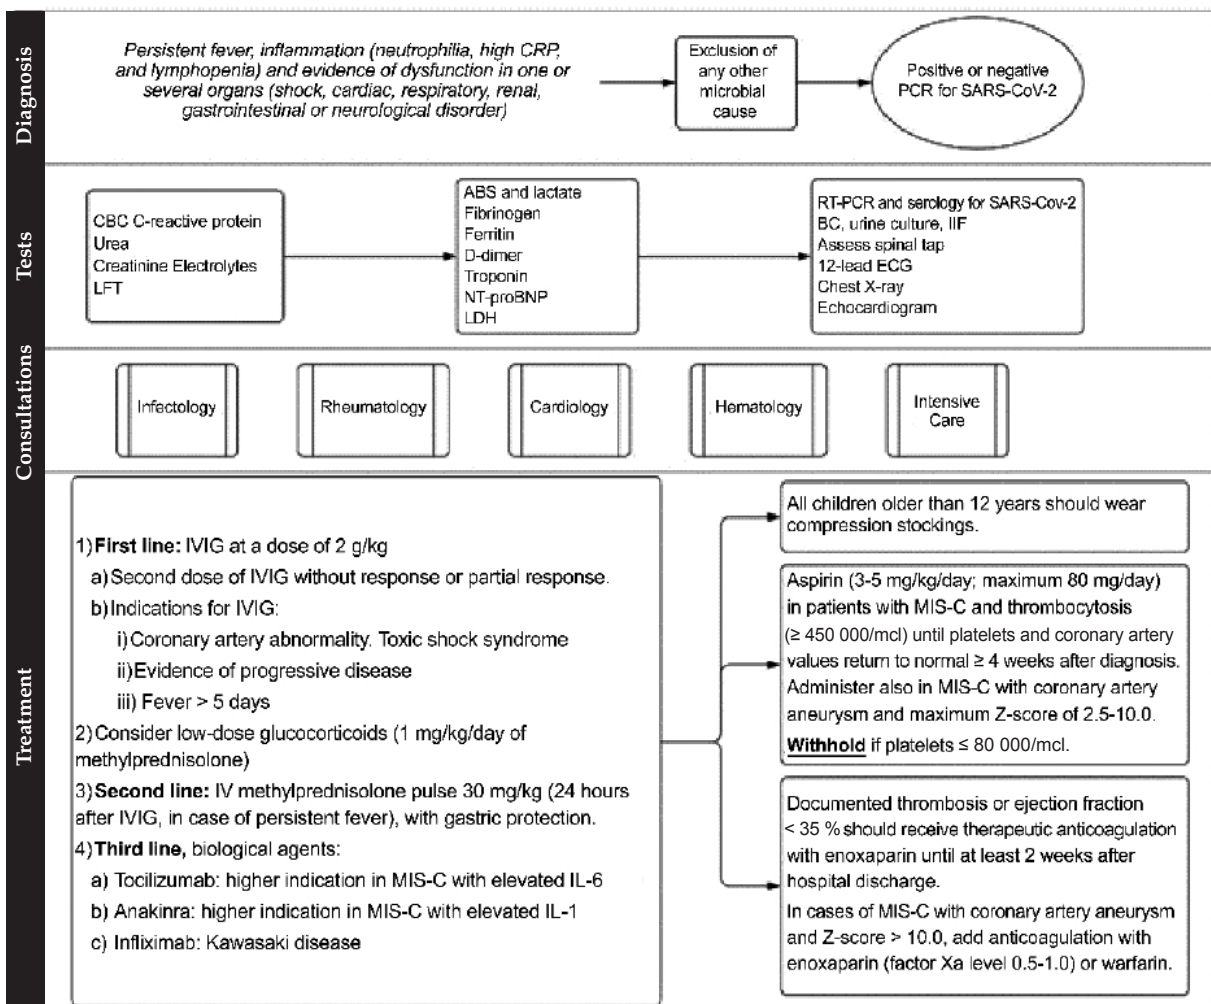 Diagnosis
Persistent fever, inflammation (neutrophilia, high CRP,
and lymphopenia) and evidence of dysfunction in one or
several organs (shock, cardiac, respiratory, renal,
gastrointestinal or neurological disorder)
Exclusion of
any other
microbial
cause
Positive or negative
PCR for SARS-CoV-2
Tests
CBC C-reactive protein
Urea
Creatinine Electrolytes
LFT
ABS and lactate
Fibrinogen
Ferritin
D-dimer
Troponin
NT-proBNP
LDH
RT-PCR and serology for SARS-Cov-2
BC, urine culture, IIF
Assess spinal tap
12-lead ECG
Chest X-ray
Echocardiogram
Consultations
Infectology
Rheumatology
Cardiology
Hematology
Intensive
Care
Treatment
1) First line: IVIG at a dose of 2 g/kg
a) Second dose of IVIG without response or partial response.
b) Indications for IVIG:
i) Coronary artery abnormality. Toxic shock syndrome
ii) Evidence of progressive disease
iii) Fever > 5 days
2) Consider low-dose glucocorticoids (1 mg/kg/day of
methylprednisolone)
3) Second line: IV methylprednisolone pulse 30 mg/kg (24 hours
after IVIG, in case of persistent fever), with gastric protection.
4) Third line, biological agents:
a) Tocilizumab: higher indication in MIS-C with elevated IL-6
b) Anakinra: higher indication in MIS-C with elevated IL-1
c) Infliximab: Kawasaki disease
All children older than 12 years should wear
compression stockings.
Aspirin (3-5 mg/kg/day; maximum 80 mg/day)
in patients with MIS-C and thrombocytosis
(≥ 450 000/mcl) until platelets and coronary artery
values return to normal ≥ 4 weeks after diagnosis.
Administer also in MIS-C with coronary artery
aneurysm and maximum Z-score of 2.5-10.0.
Withhold if platelets ≤ 80 000/mcl.
Documented thrombosis or ejection fraction
< 35 % should receive therapeutic anticoagulation
with enoxaparin until at least 2 weeks after
hospital discharge.
In cases of MIS-C with coronary artery aneurysm
and Z-score > 10.0, add anticoagulation with
enoxaparin (factor Xa level 0.5-1.0) or warfarin.